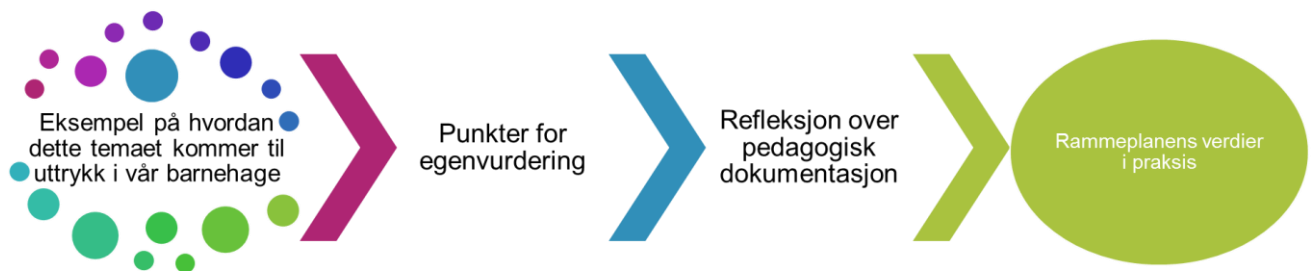 Eksempel på hvordan
dette temaet kommer til
uttrykk i vår barnehage
Punkter for
egenvurdering
Refleksjon over
pedagogisk
dokumentasjon
Rammeplanens verdier
i praksis